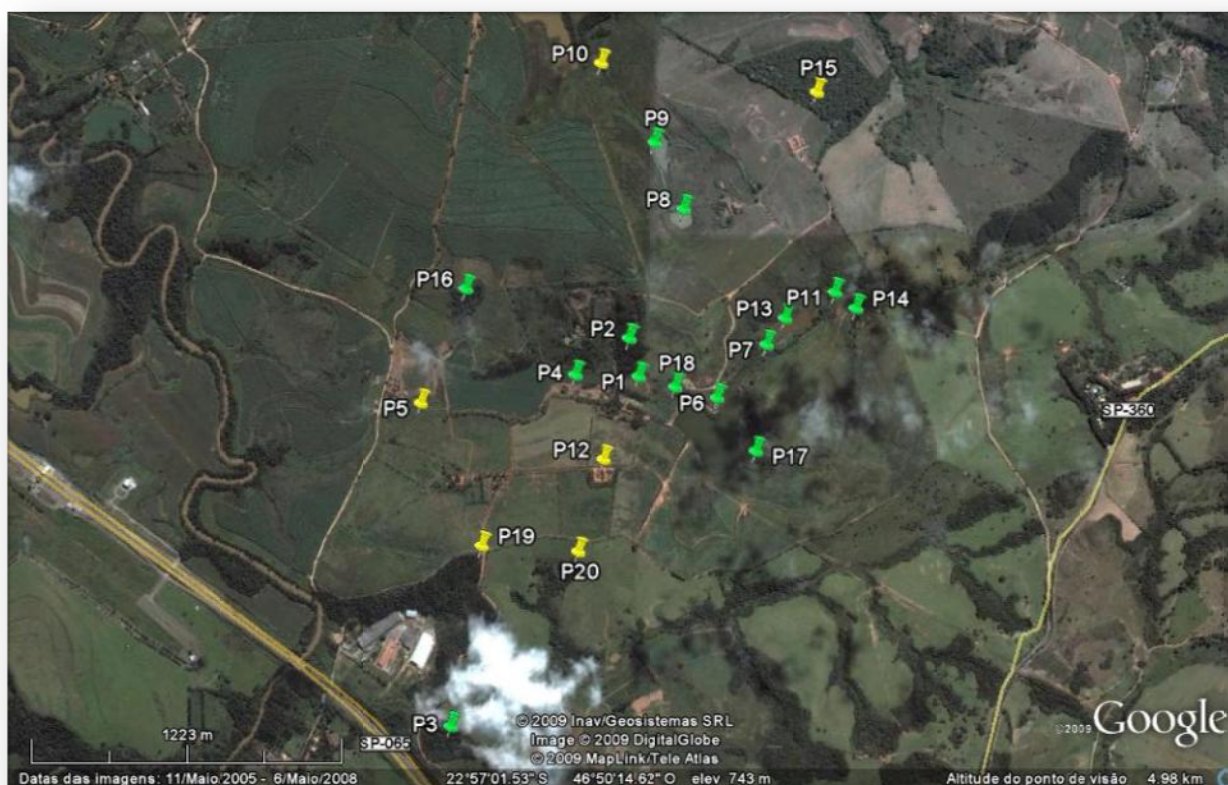 P10
P15
P9
P8
P16
P11
P14
P13
P2
P7
P4
P1
P18
P5
P6
SP-360
P12
P17
P19
P20
P3
1223 m
SP-065
© 2009 Inav/Geosistemas SRL
Image © 2009 DigitalGlobe
© 2009 MapLink/Tele Atlas
©2009 Google
Datas das imagens: 11/Maio/2005 - 6/Maio/2008
22°57'01.53" S
46°50'14.62" O
elev 743 m
Altitude do ponto de visão
4.98 km